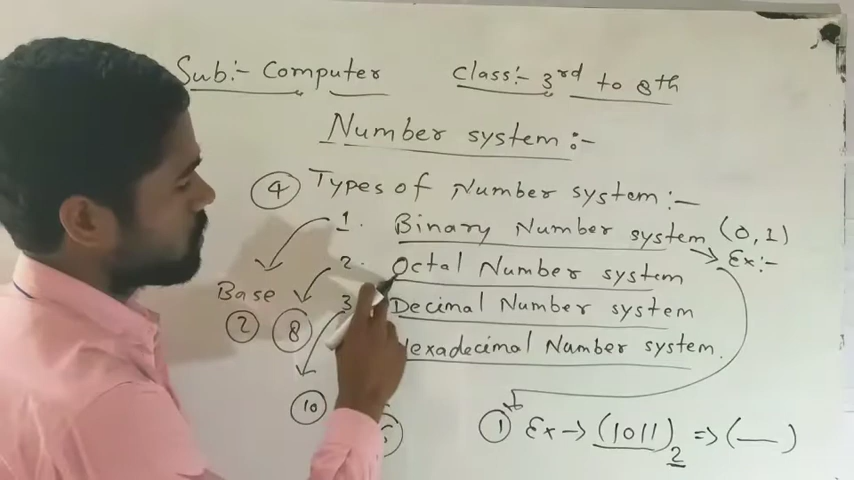 Sub:- Computer Class:- 3rd to 8th
Number system:-
4 Types of Number system:-
1. Binary Number system (0,1)
Ex:-
2. Octal Number system
Base
3 Decimal Number system
2 8
exadecimal Number system.
10
1 Ex→ (1011)2 => (__)